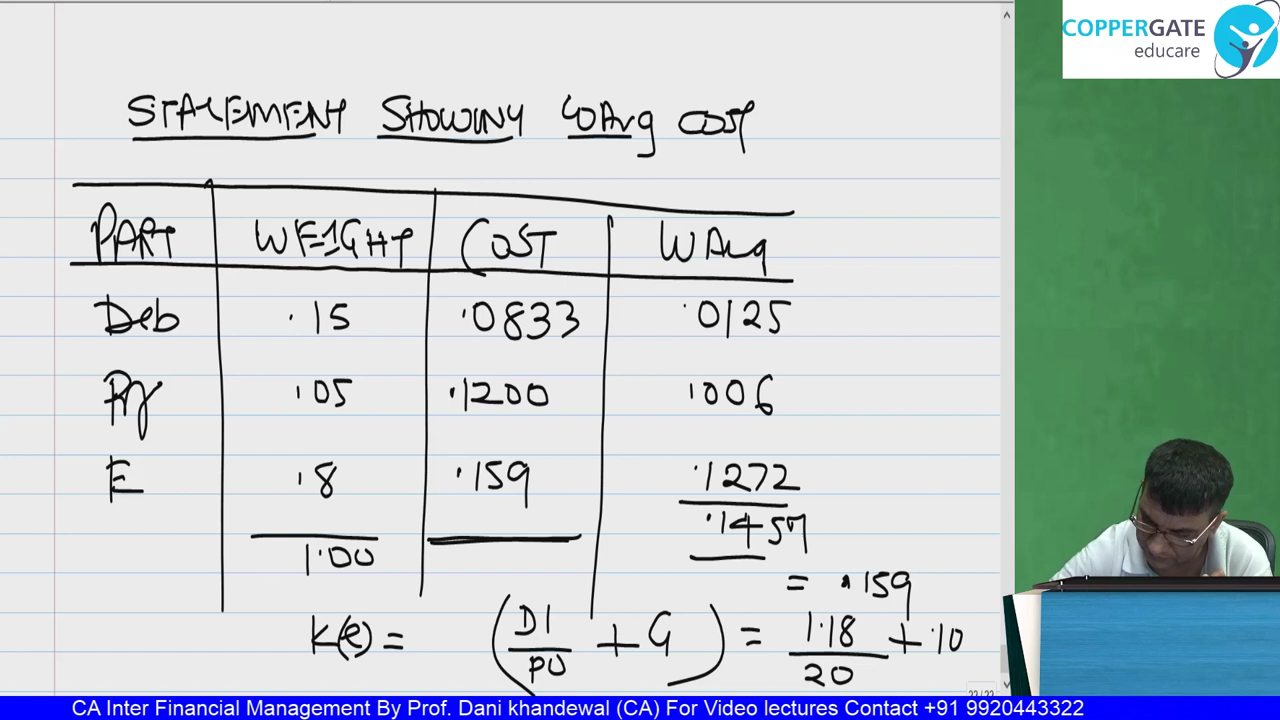 COPPERGATE
educare
STATEMENT SHOWING WAvg COST
PART WEIGHT COST WAvg
Deb .15 .0833 .0125
.05 .1200 .006
E .8 .159 .1272
.1457
1.00
= .159
K(e) = (D1/P0 + G) = 1.18/20 + .10
CA Inter Financial Management By Prof. Dani khandewal (CA) For Video lectures Contact +91 9920443322